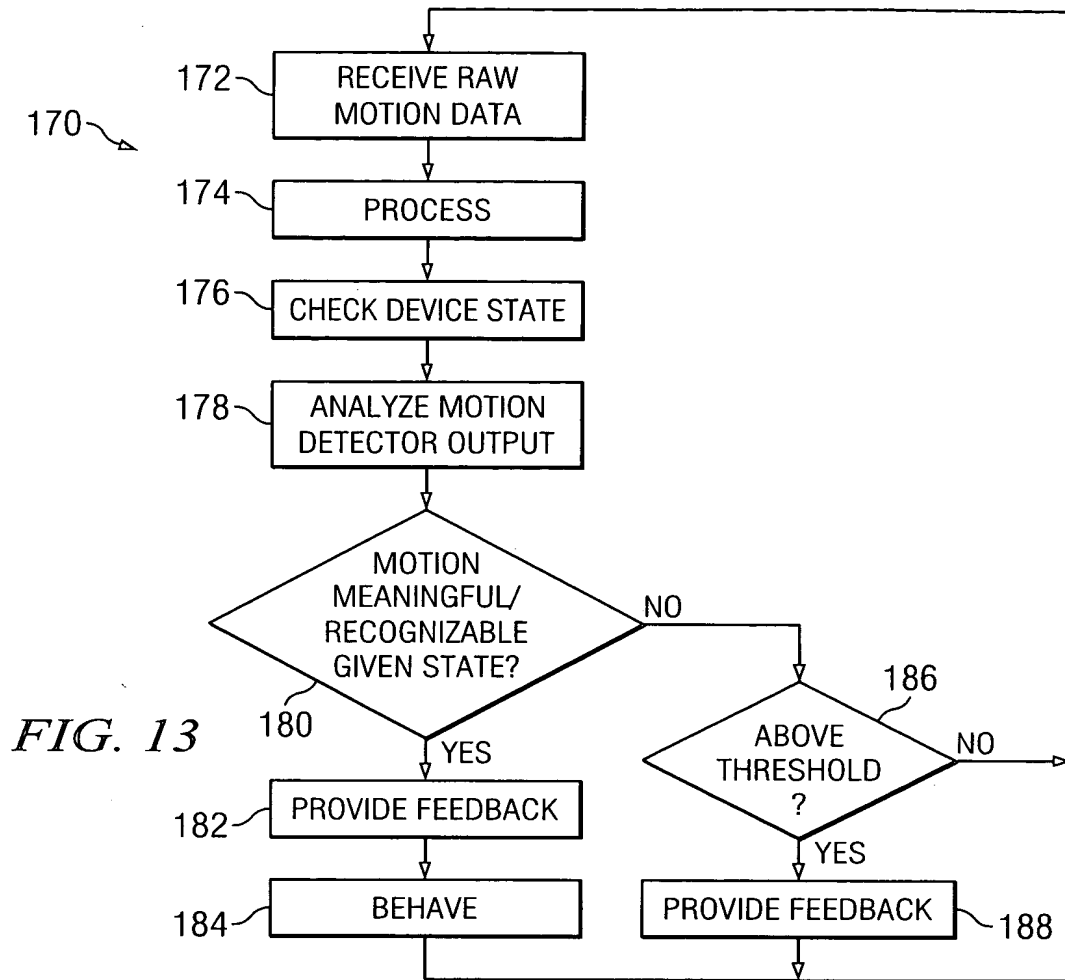 172
RECEIVE RAW
MOTION DATA
170
174
PROCESS
176
CHECK DEVICE STATE
178
ANALYZE MOTION
DETECTOR OUTPUT
MOTION
MEANINGFUL/
RECOGNIZABLE
GIVEN STATE?
NO
180
YES
186
ABOVE
THRESHOLD
?
NO
YES
FIG. 13
182
PROVIDE FEEDBACK
184
BEHAVE
PROVIDE FEEDBACK
188